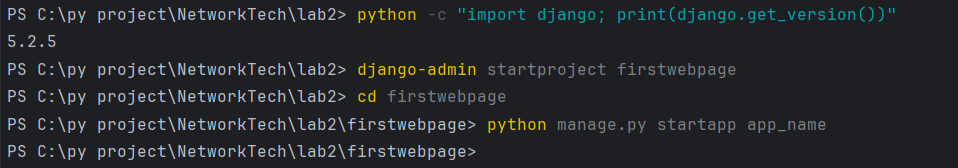 PS C:\py project\NetworkTech\lab2> python -c "import django; print(django.get_version())"
5.2.5
PS C:\py project\NetworkTech\lab2> django-admin startproject firstwebpage
PS C:\py project\NetworkTech\lab2> cd firstwebpage
PS C:\py project\NetworkTech\lab2\firstwebpage> python manage.py startapp app_name
PS C:\py project\NetworkTech\lab2\firstwebpage>